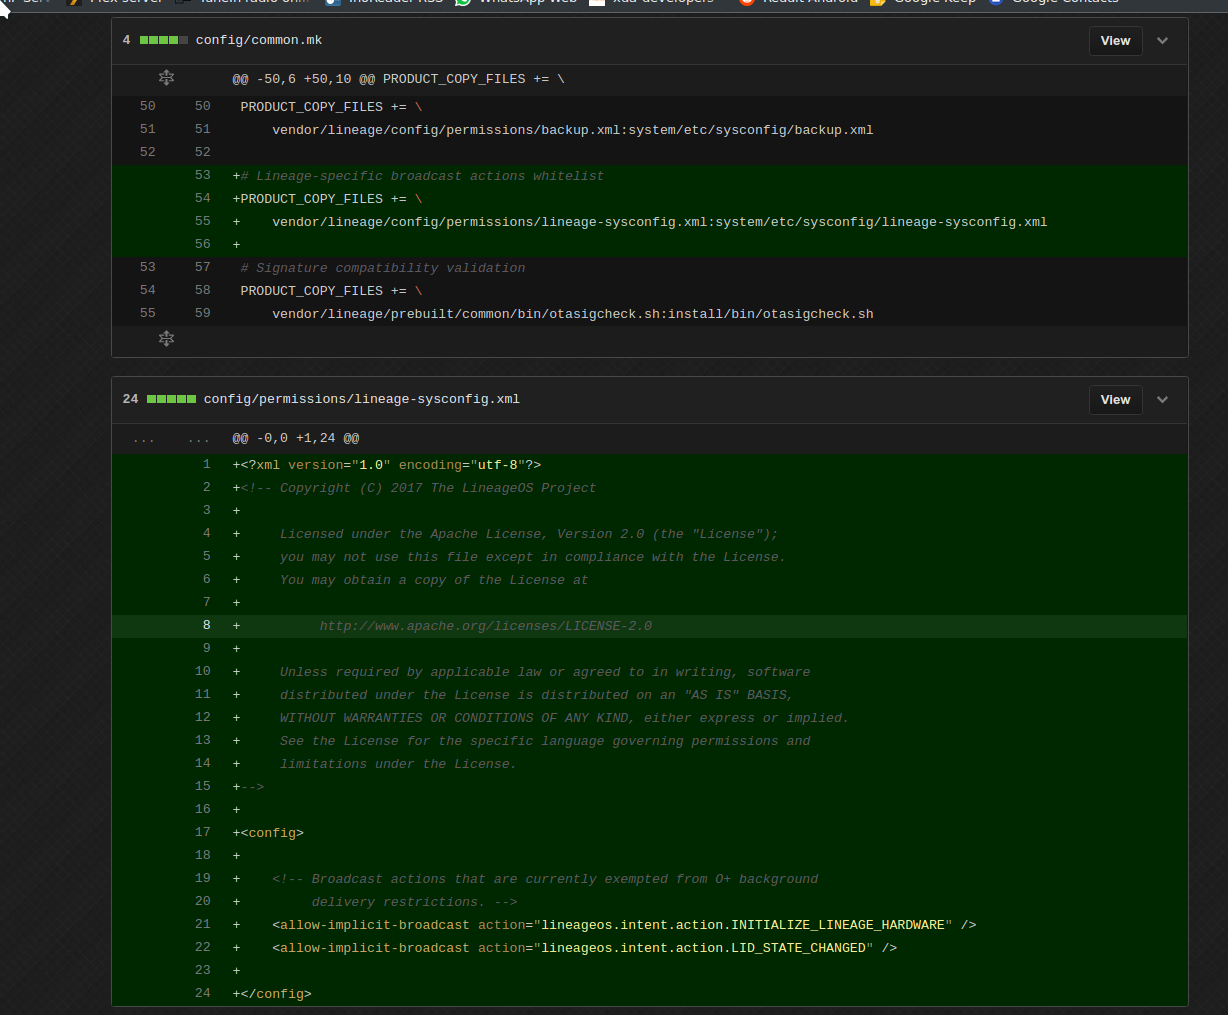 Plex server
WhatsApp Web
xda-developers
Reddit Android
Google Keep
Google Contacts
4 config/common.mk View
@@ -50,6 +50,10 @@ PRODUCT_COPY_FILES += \
50 50 PRODUCT_COPY_FILES += \
51 51 vendor/lineage/config/permissions/backup.xml:system/etc/sysconfig/backup.xml
52 52
53 +# Lineage-specific broadcast actions whitelist
54 +PRODUCT_COPY_FILES += \
55 + vendor/lineage/config/permissions/lineage-sysconfig.xml:system/etc/sysconfig/lineage-sysconfig.xml
56 +
53 57 # Signature compatibility validation
54 58 PRODUCT_COPY_FILES += \
55 59 vendor/lineage/prebuilt/common/bin/otasigcheck.sh:install/bin/otasigcheck.sh
24 config/permissions/lineage-sysconfig.xml View
... ... @@ -0,0 +1,24 @@
1 +<?xml version="1.0" encoding="utf-8"?>
2 +<!-- Copyright (C) 2017 The LineageOS Project
3 +
4 + Licensed under the Apache License, Version 2.0 (the "License");
5 + you may not use this file except in compliance with the License.
6 + You may obtain a copy of the License at
7 +
8 + http://www.apache.org/licenses/LICENSE-2.0
9 +
10 + Unless required by applicable law or agreed to in writing, software
11 + distributed under the License is distributed on an "AS IS" BASIS,
12 + WITHOUT WARRANTIES OR CONDITIONS OF ANY KIND, either express or implied.
13 + See the License for the specific language governing permissions and
14 + limitations under the License.
15 +-->
16 +
17 +<config>
18 +
19 + <!-- Broadcast actions that are currently exempted from O+ background
20 + delivery restrictions. -->
21 + <allow-implicit-broadcast action="lineageos.intent.action.INITIALIZE_LINEAGE_HARDWARE" />
22 + <allow-implicit-broadcast action="lineageos.intent.action.LID_STATE_CHANGED" />
23 +
24 +</config>